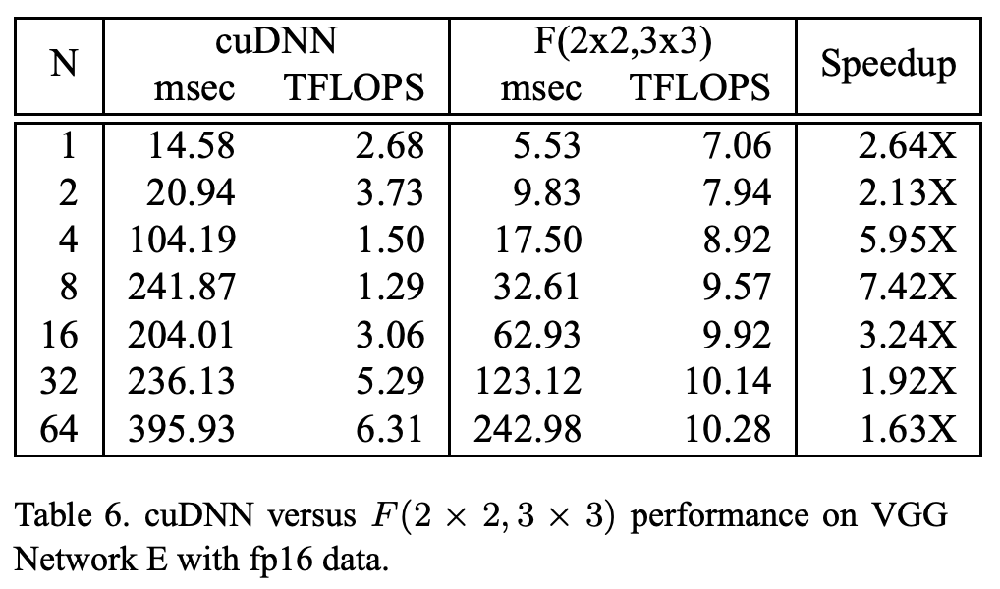 N cuDNN F(2x2,3x3) Speedup
msec TFLOPS msec TFLOPS
1 14.58 2.68 5.53 7.06 2.64X
2 20.94 3.73 9.83 7.94 2.13X
4 104.19 1.50 17.50 8.92 5.95X
8 241.87 1.29 32.61 9.57 7.42X
16 204.01 3.06 62.93 9.92 3.24X
32 236.13 5.29 123.12 10.14 1.92X
64 395.93 6.31 242.98 10.28 1.63X
Table 6. cuDNN versus F(2 × 2, 3 × 3) performance on VGG
Network E with fp16 data.